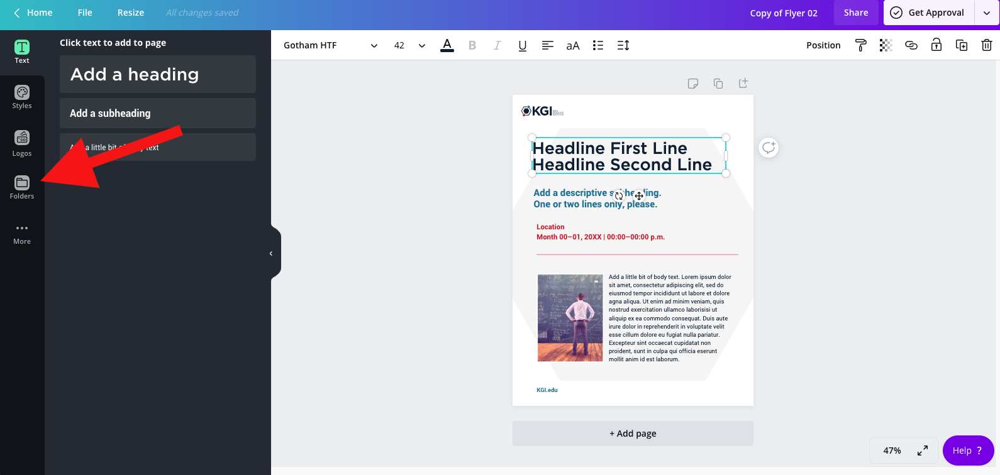 Home File Resize All changes saved Copy of Flyer 02 Share Get Approval
Text
Styles
Logos
CO
Folders
More
Click text to add to page
Add a heading
Add a subheading
a little bit of text
Gotham HTF 42 A B I U aA Position
KGI
Headline First Line
Headline Second Line
Add a descriptive subheading.
One or two lines only, please.
Location
Month 00–01, 20XX | 00:00–00:00 p.m.
Add a little bit of body text. Lorem ipsum dolor
sit amet, consectetur adipiscing elit, sed do
eiusmod tempor incididunt ut labore et dolore
agna aliqua. Ut enim ad minim veniam, quis
nostrud exercitation ullamco laborisisi ut
aliquip ex ea commodo consequat. Duis aute
irure dolor in reprehenderit in voluptate velit
esse cillum dolore eu fugiat nulla pariatur.
Excepteur sint occaecat cupidatat non
proident, sunt in culpa qui officia eserunt
mollit anim id est laborum.
KGI.edu
+ Add page
47% Help ?